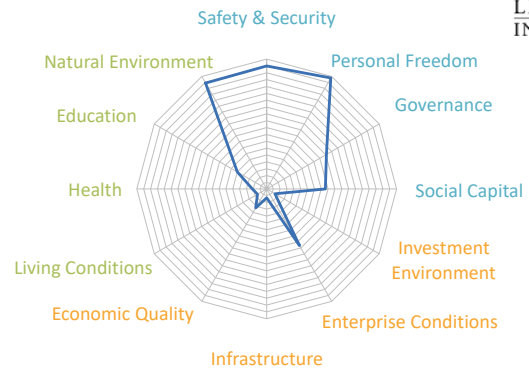 Safety & Security
Natural Environment
Personal Freedom
Education
Governance
Health
Social Capital
Investment
Environment
Living Conditions
Economic Quality
Enterprise Conditions
Infrastructure